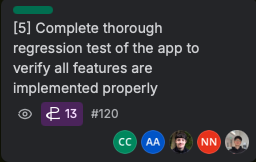 [5] Complete thorough
regression test of the app to
verify all features are
implemented properly
13 #120
CC AA NN